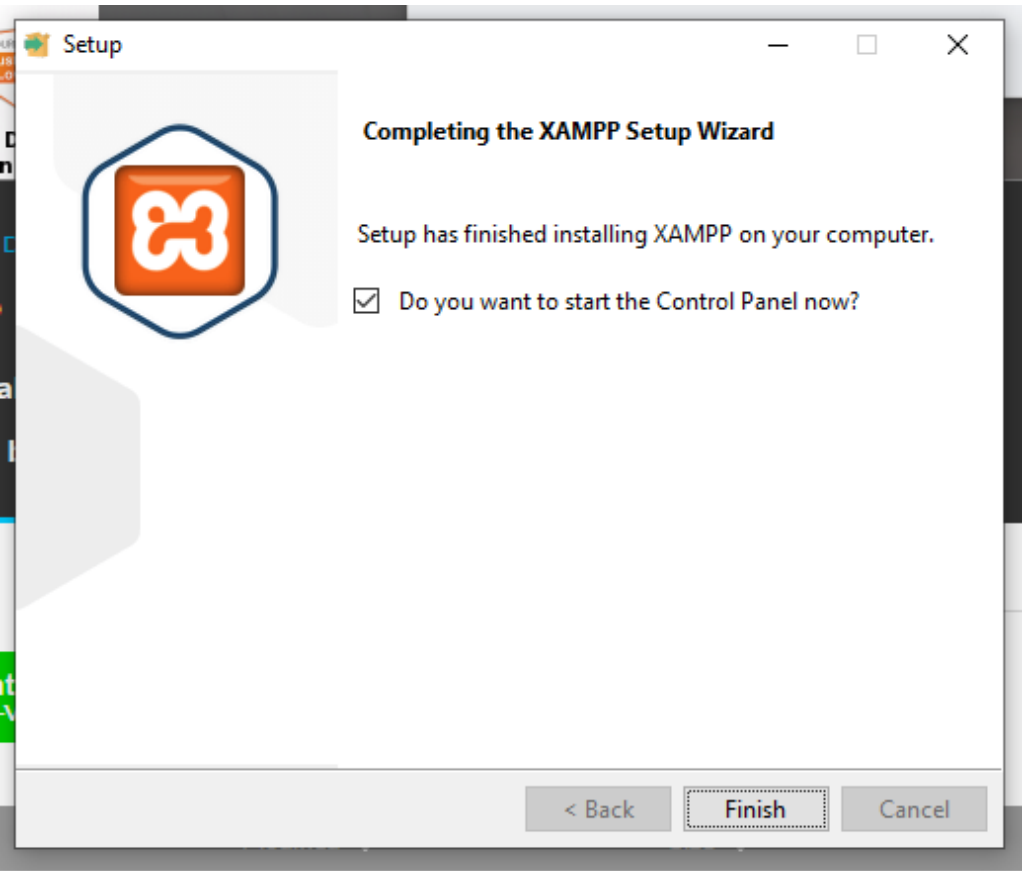 Setup
Completing the XAMPP Setup Wizard
Setup has finished installing XAMPP on your computer.
Do you want to start the Control Panel now?
< Back
Finish
Cancel